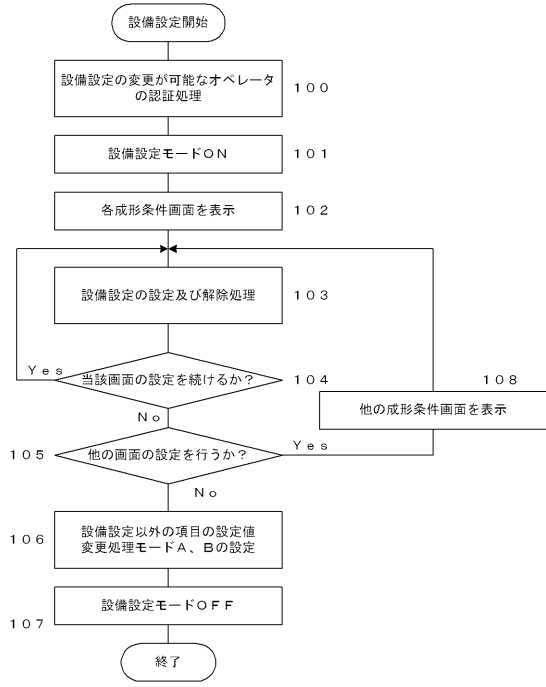 設備設定開始
設備設定の変更が可能なオペレータ
の認証処理
１００
設備設定モードＯＮ
１０１
各成形条件画面を表示
１０２
設備設定の設定及び解除処理
１０３
Ｙｅｓ
当該画面の設定を続けるか？
１０４
１０８
他の成形条件画面を表示
Ｎｏ
１０５
他の画面の設定を行うか？
Ｙｅｓ
Ｎｏ
１０６
設備設定以外の項目の設定値
変更処理モードＡ、Ｂの設定
設備設定モードＯＦＦ
１０７
終了